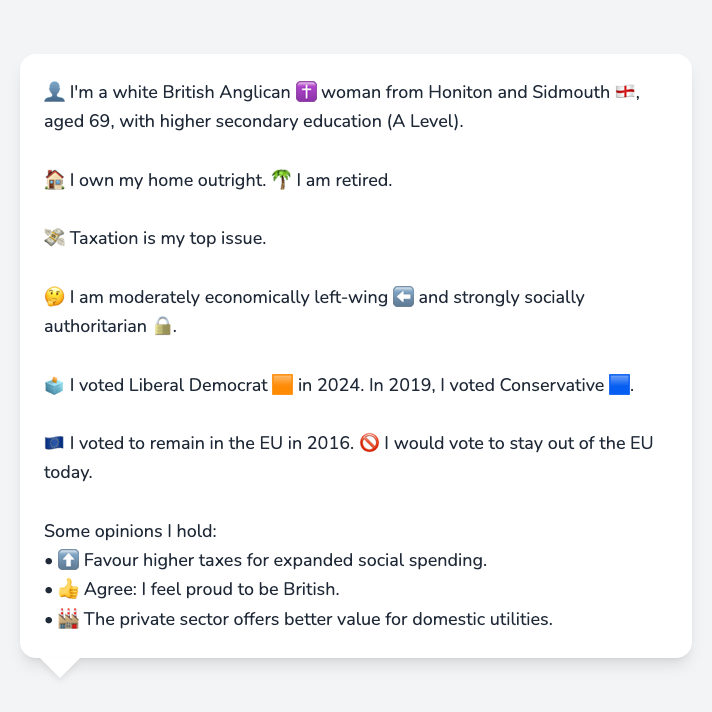 👤 I'm a white British Anglican ✝️ woman from Honiton and Sidmouth 🏴󠁧󠁢󠁥󠁮󠁧󠁿,
aged 69, with higher secondary education (A Level).
🏠 I own my home outright. 🌴 I am retired.
💸 Taxation is my top issue.
🤔 I am moderately economically left-wing ⬅️ and strongly socially
authoritarian 🔒.
🗳️ I voted Liberal Democrat 🟧 in 2024. In 2019, I voted Conservative 🟦.
🇪🇺 I voted to remain in the EU in 2016. 🚫 I would vote to stay out of the EU
today.
Some opinions I hold:
• ⬆️ Favour higher taxes for expanded social spending.
• 👍 Agree: I feel proud to be British.
• 🏭 The private sector offers better value for domestic utilities.